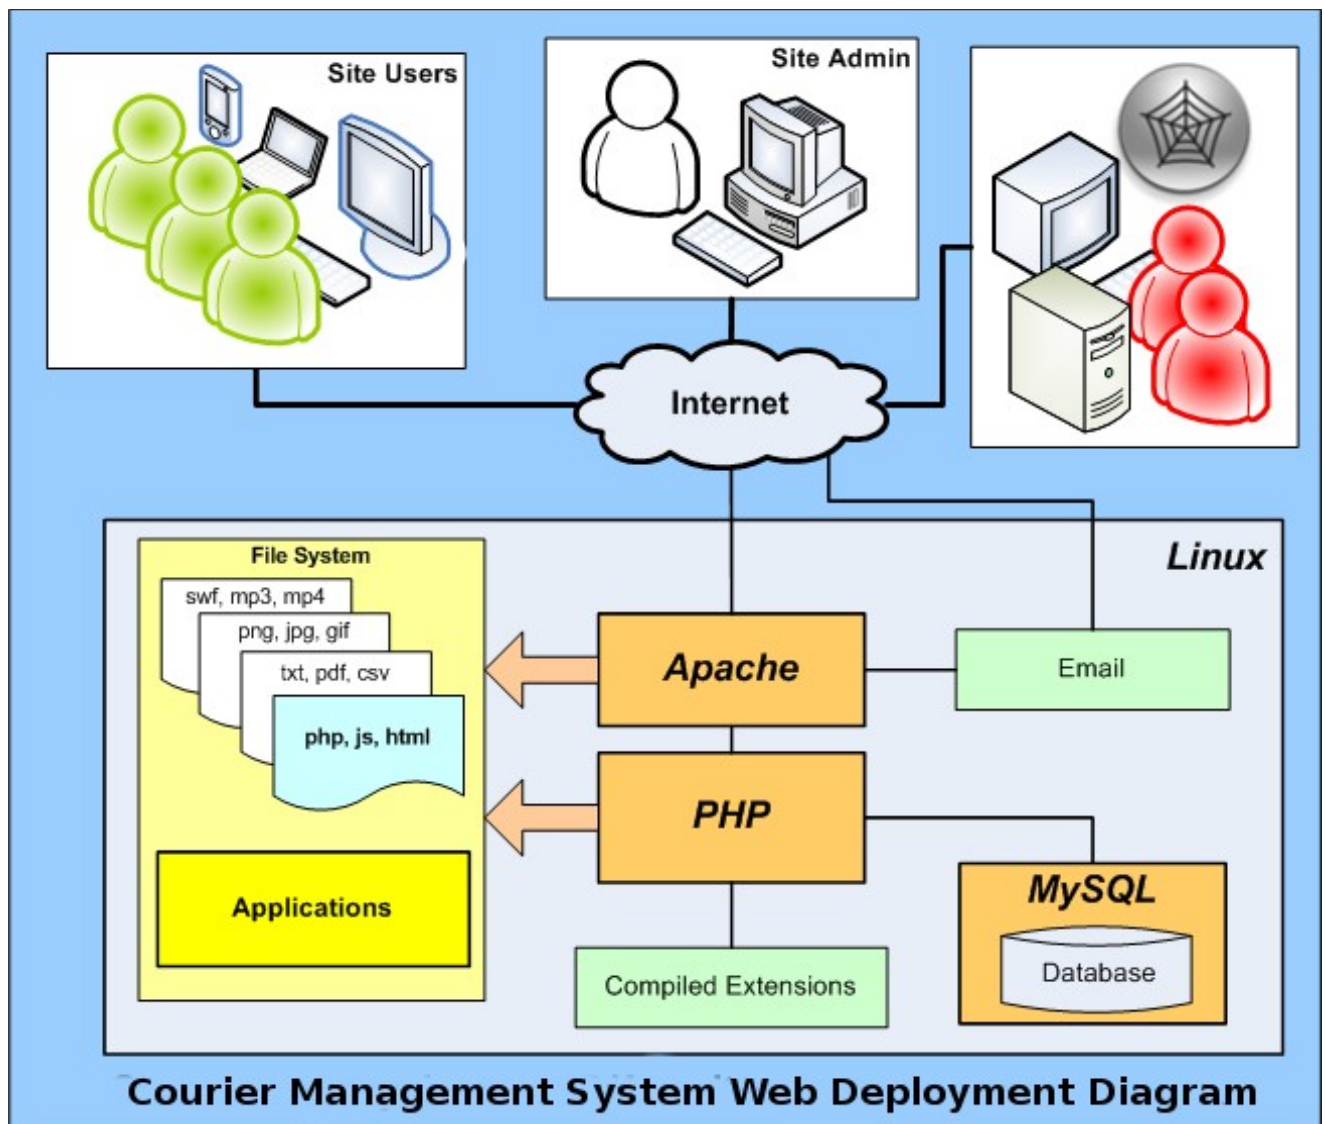 Site Users
Site Admin
Internet
Linux
File System
swf, mp3, mp4
png, jpg, gif
txt, pdf, csv
php, js, html
Applications
Apache
Email
PHP
MySQL
Database
Compiled Extensions
Courier Management System Web Deployment Diagram